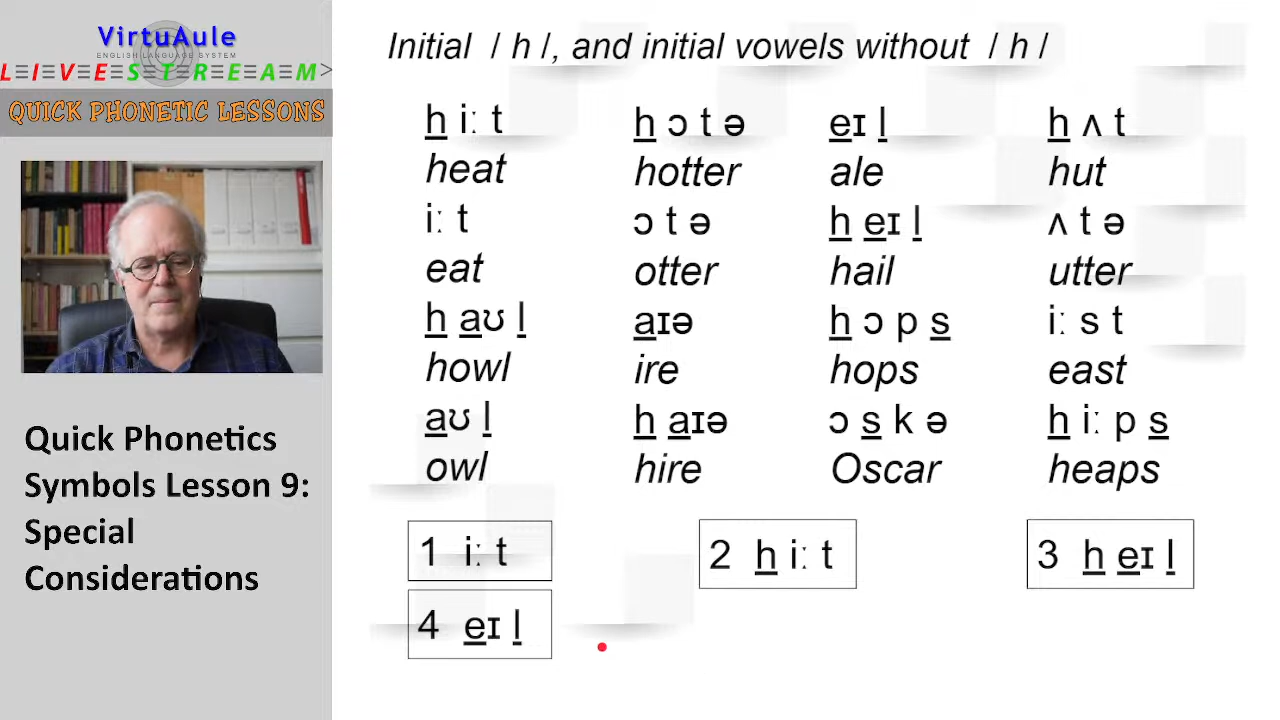 VirtuAule
ENGLISH LANGUAGE SYSTEM
L≡I≡V≡E≡S≡T≡R≡E≡A≡M>
QUICK PHONETIC LESSONS
Quick Phonetics
Symbols Lesson 9:
Special
Considerations
Initial / h /, and initial vowels without / h /
h iː t h ɔ t ə eɪ l h ʌ t
heat hotter ale hut
iː t ɔ t ə h eɪ l ʌ t ə
eat otter hail utter
h aʊ l aɪə h ɔ p s iː s t
howl ire hops east
aʊ l h aɪə ɔ s k ə h iː p s
owl hire Oscar heaps
1 iː t 2 h iː t 3 h eɪ l
4 eɪ l